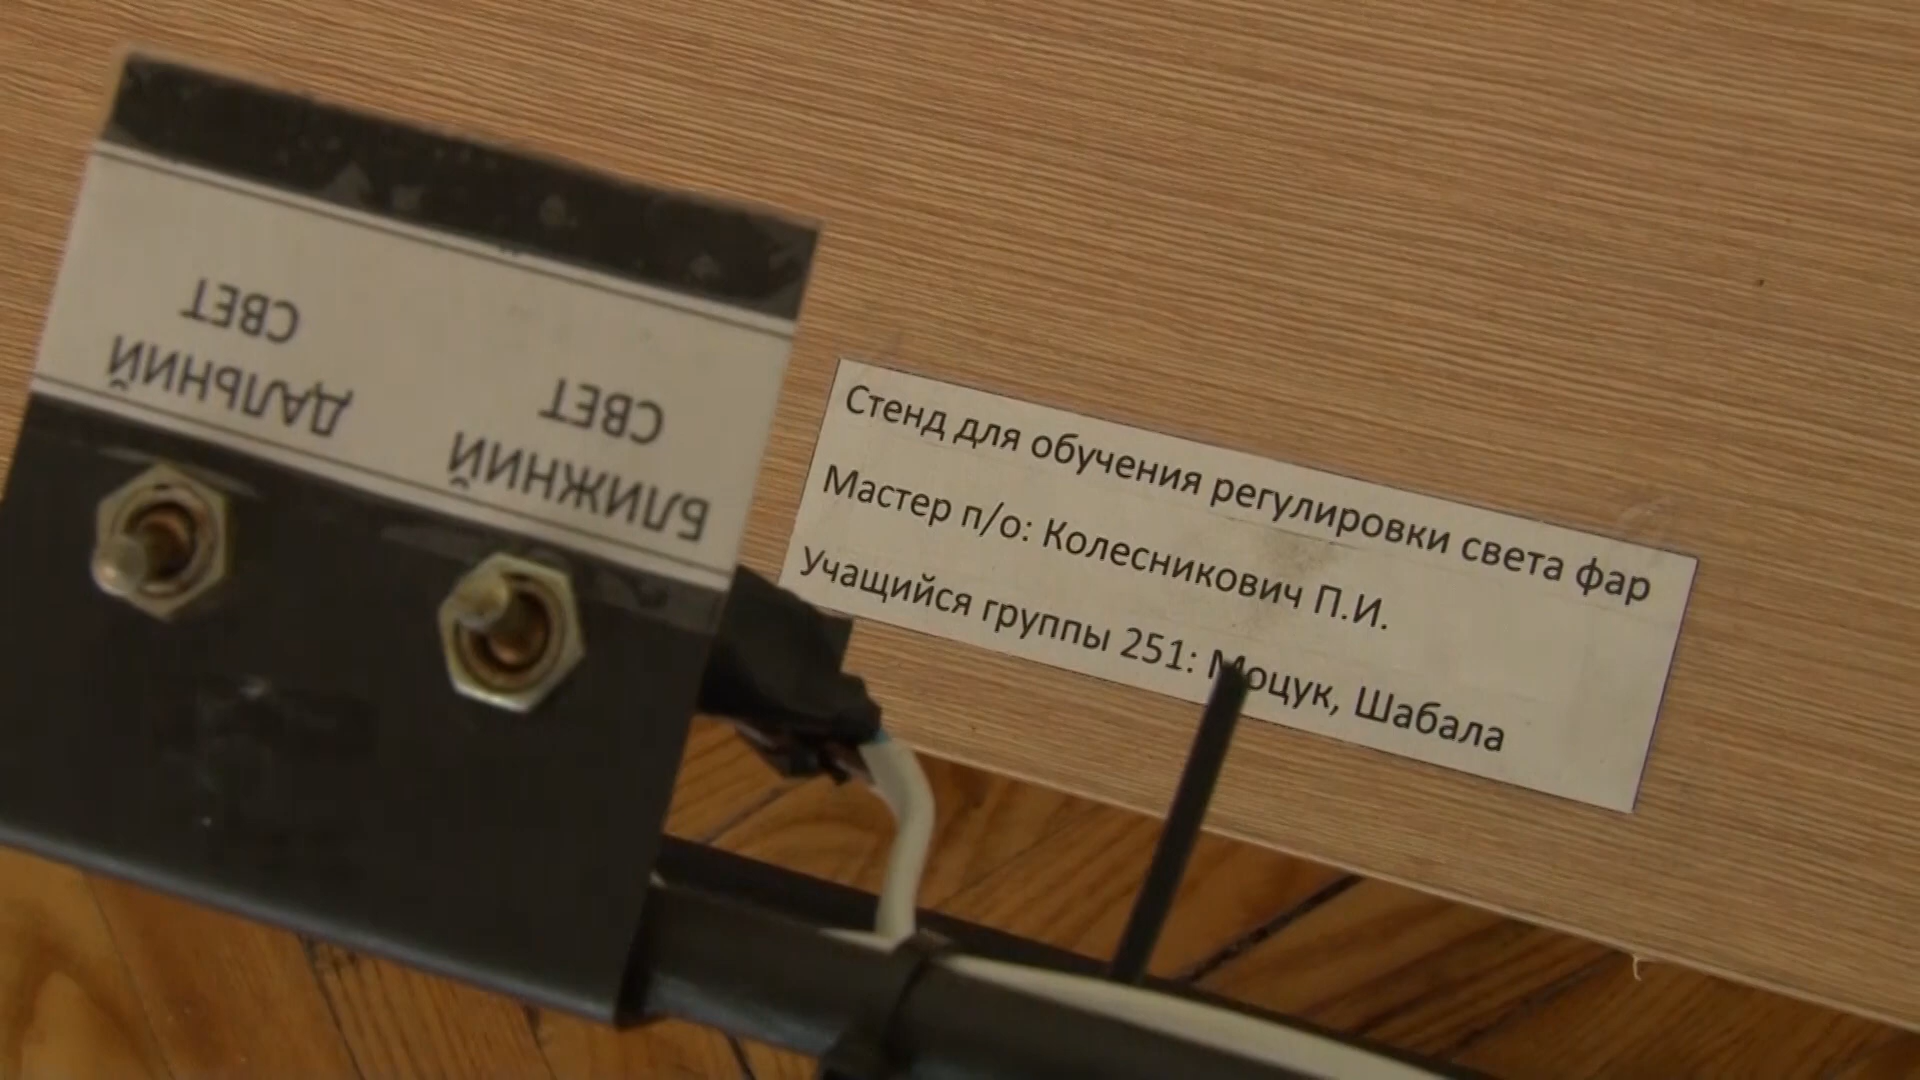 ДАЛЬНИЙ
СВЕТ
БЛИЖНИЙ
СВЕТ
Стенд для обучения регулировки света фар
Мастер п/о: Колесникович П.И.
Учащийся группы 251: Моцук, Шабала